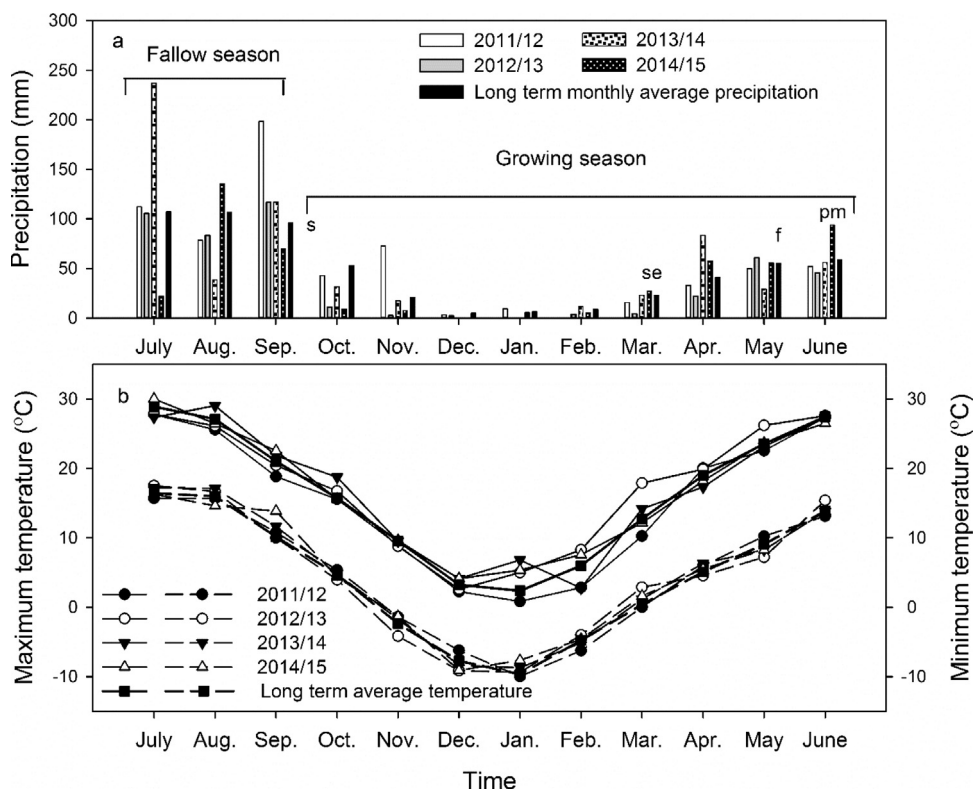 a
Fallow season
2011/12 2013/14
2012/13 2014/15
Long term monthly average precipitation
Growing season
s
se
f
pm
Precipitation (mm)
300
250
200
150
100
50
0
July Aug. Sep. Oct. Nov. Dec. Jan. Feb. Mar. Apr. May June
b
Maximum temperature (°C)
30
20
10
0
-10
2011/12
2012/13
2013/14
2014/15
Long term average temperature
30
20
10
0
-10
Minimum temperature (°C)
July Aug. Sep. Oct. Nov. Dec. Jan. Feb. Mar. Apr. May June
Time